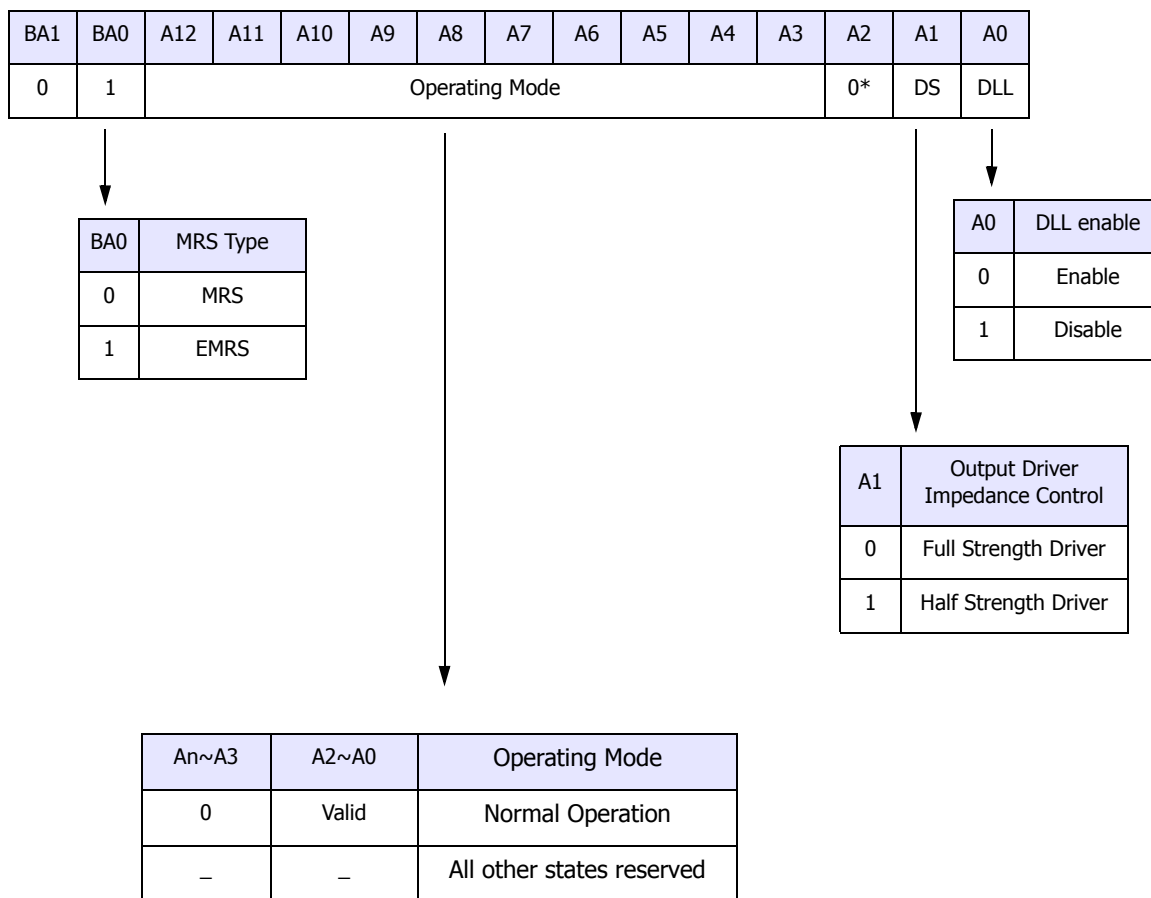 BA1 BA0 A12 A11 A10 A9 A8 A7 A6 A5 A4 A3 A2 A1 A0
0 1 Operating Mode 0* DS DLL
BA0 MRS Type
0 MRS
1 EMRS
A0 DLL enable
0 Enable
1 Disable
A1 Output Driver
Impedance Control
0 Full Strength Driver
1 Half Strength Driver
An~A3 A2~A0 Operating Mode
0 Valid Normal Operation
_ _ All other states reserved